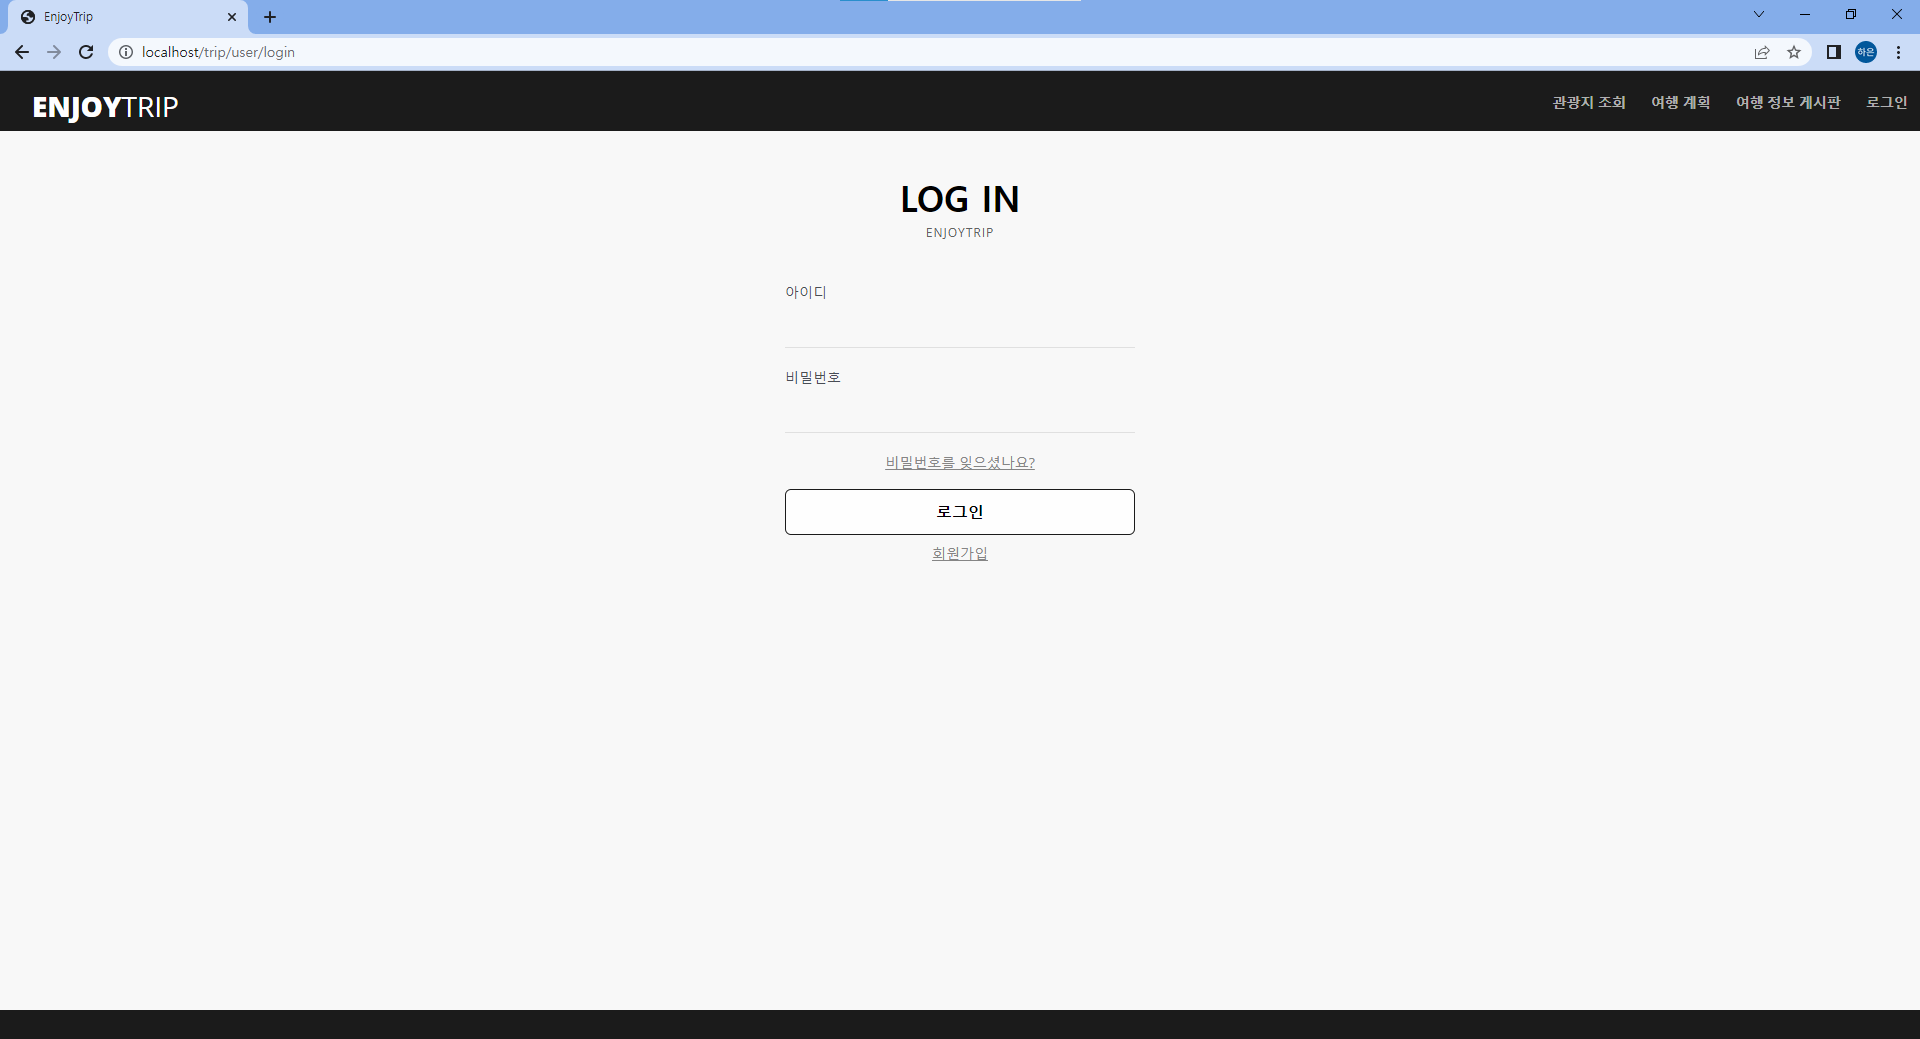 EnjoyTrip
localhost/trip/user/login
하은
ENJOYTRIP
관광지 조회 여행 계획 여행 정보 게시판 로그인
LOG IN
ENJOYTRIP
아이디
비밀번호
비밀번호를 잊으셨나요?
로그인
회원가입